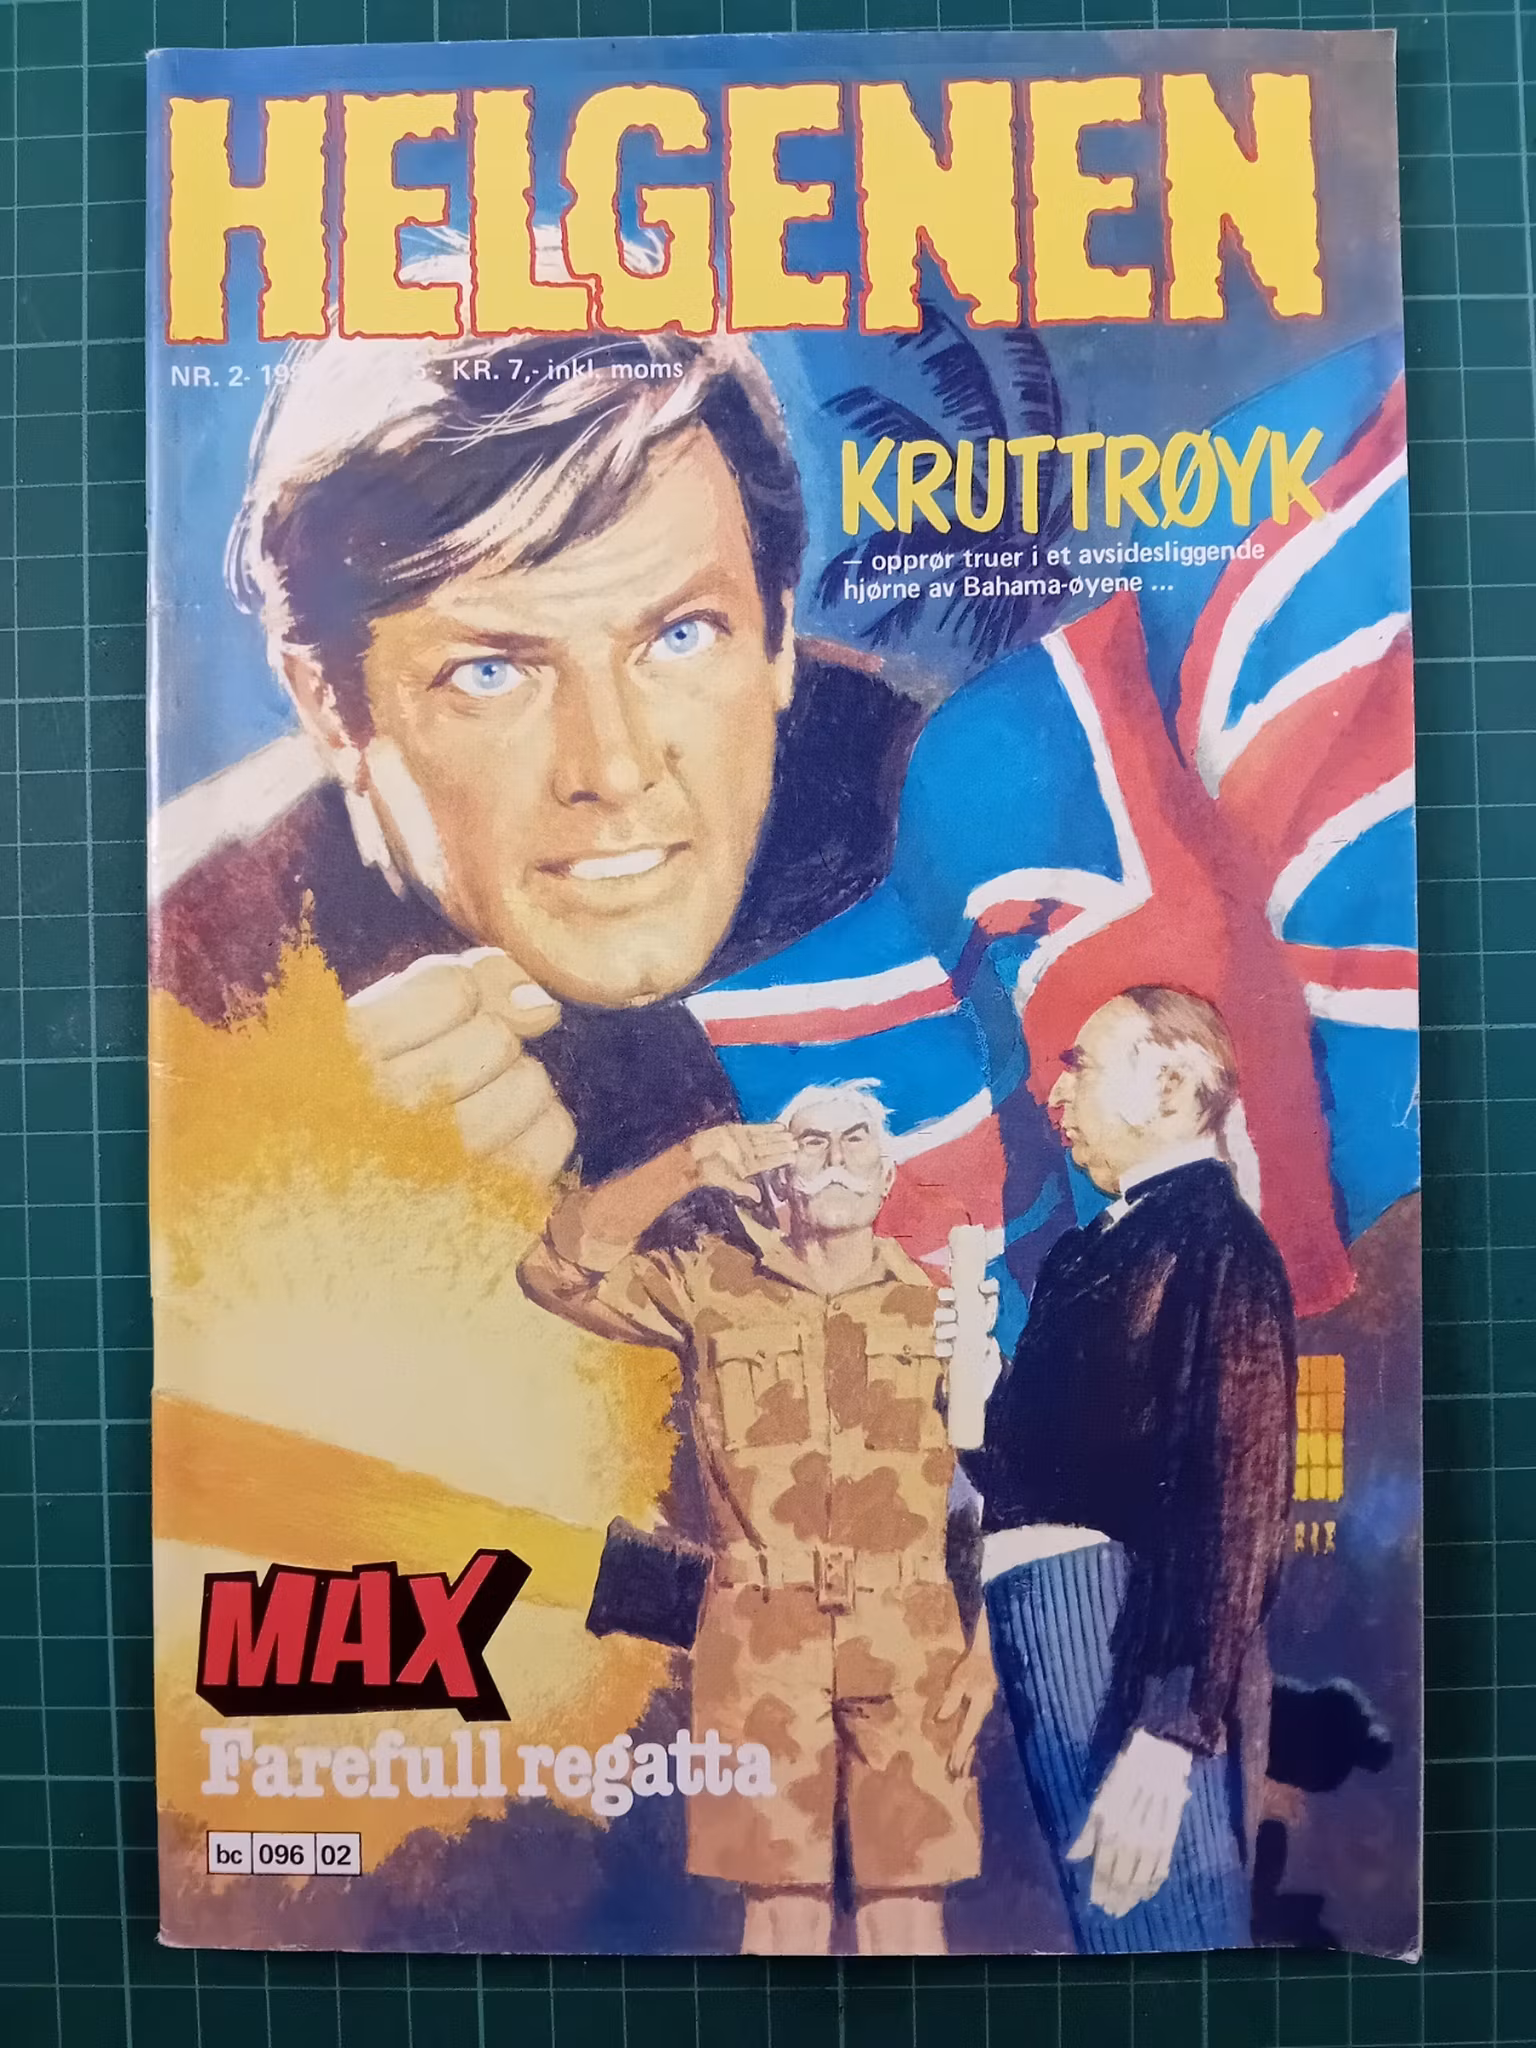 HELGENEN
NR. 2- 198 - KR. 7,- inkl. moms
KRUTTRØYK
— opprør truer i et avsidesliggende
hjørne av Bahama-øyene ...
MAX
Farefull regatta
bc 096 02